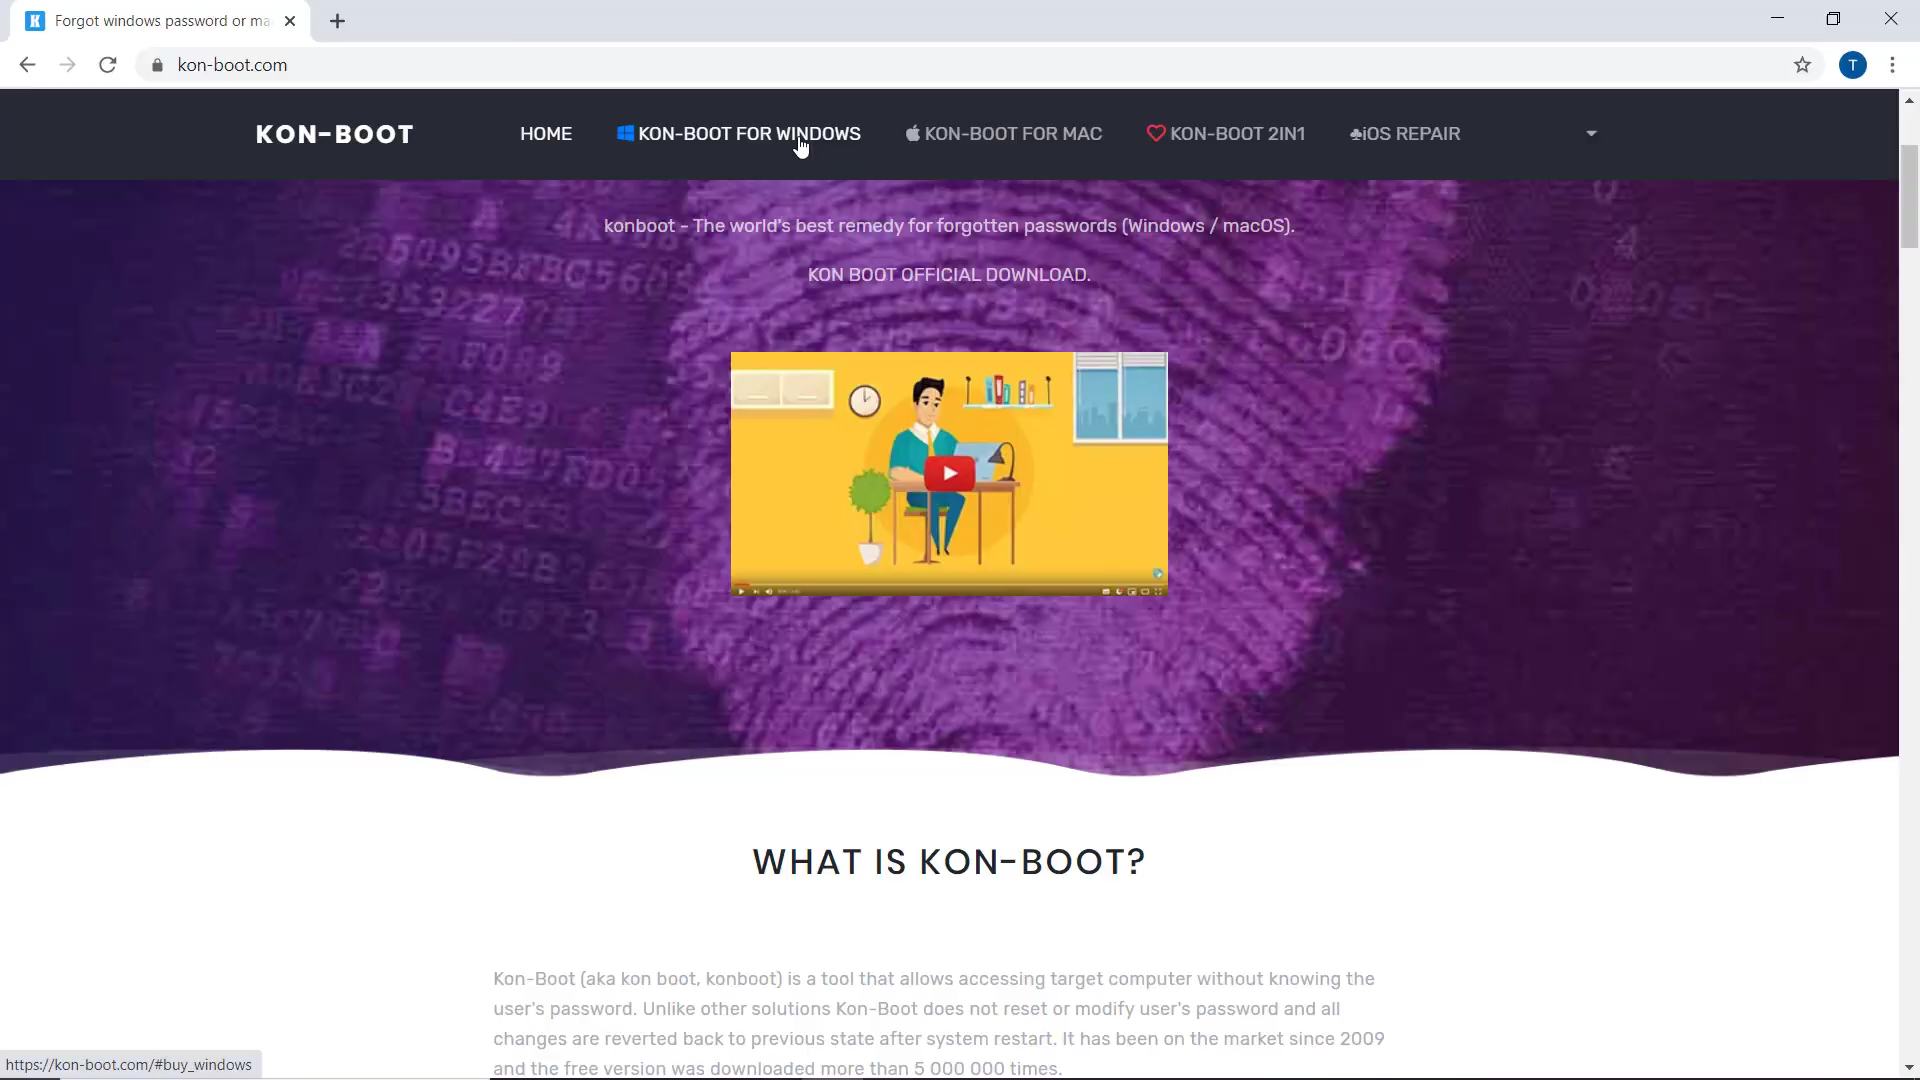 Forgot windows password or ma
kon-boot.com
T
KON-BOOT
HOME
KON-BOOT FOR WINDOWS
KON-BOOT FOR MAC
KON-BOOT 2IN1
iOS REPAIR
konboot - The world's best remedy for forgotten passwords (Windows / macOS).
KON BOOT OFFICIAL DOWNLOAD.
WHAT IS KON-BOOT?
Kon-Boot (aka kon boot, konboot) is a tool that allows accessing target computer without knowing the
user's password. Unlike other solutions Kon-Boot does not reset or modify user's password and all
changes are reverted back to previous state after system restart. It has been on the market since 2009
and the free version was downloaded more than 5 000 000 times.
https://kon-boot.com/#buy_windows